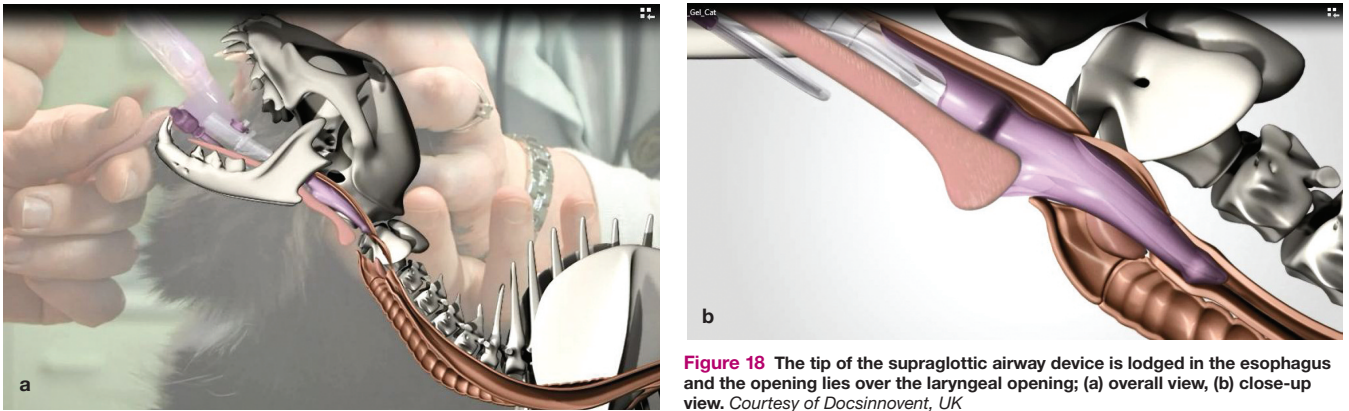 a
_Gel_Cat
b
Figure 18 The tip of the supraglottic airway device is lodged in the esophagus
and the opening lies over the laryngeal opening; (a) overall view, (b) close-up
view. Courtesy of Docsinnovent, UK